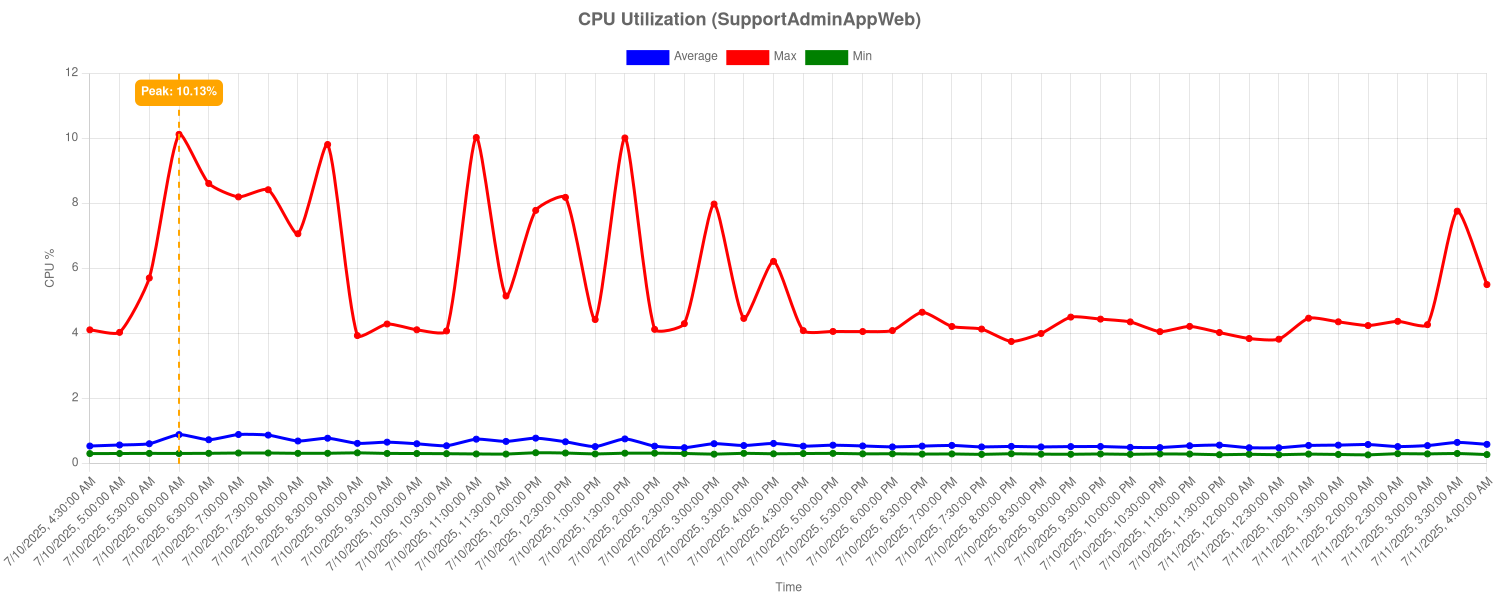 CPU Utilization (SupportAdminAppWeb)
Average Max Min
Peak: 10.13%
12
10
8
6
4
2
0
CPU %
7/10/2025, 4:30:00 AM
7/10/2025, 5:00:00 AM
7/10/2025, 5:30:00 AM
7/10/2025, 6:00:00 AM
7/10/2025, 6:30:00 AM
7/10/2025, 7:00:00 AM
7/10/2025, 7:30:00 AM
7/10/2025, 8:00:00 AM
7/10/2025, 8:30:00 AM
7/10/2025, 9:00:00 AM
7/10/2025, 9:30:00 AM
7/10/2025, 10:00:00 AM
7/10/2025, 10:30:00 AM
7/10/2025, 11:00:00 AM
7/10/2025, 11:30:00 AM
7/10/2025, 12:00:00 PM
7/10/2025, 12:30:00 PM
7/10/2025, 1:00:00 PM
7/10/2025, 1:30:00 PM
7/10/2025, 2:00:00 PM
7/10/2025, 2:30:00 PM
7/10/2025, 3:00:00 PM
7/10/2025, 3:30:00 PM
7/10/2025, 4:00:00 PM
7/10/2025, 4:30:00 PM
7/10/2025, 5:00:00 PM
7/10/2025, 5:30:00 PM
7/10/2025, 6:00:00 PM
7/10/2025, 6:30:00 PM
7/10/2025, 7:00:00 PM
7/10/2025, 7:30:00 PM
7/10/2025, 8:00:00 PM
7/10/2025, 8:30:00 PM
7/10/2025, 9:00:00 PM
7/10/2025, 9:30:00 PM
7/10/2025, 10:00:00 PM
7/10/2025, 10:30:00 PM
7/10/2025, 11:00:00 PM
7/10/2025, 11:30:00 PM
7/11/2025, 12:00:00 AM
7/11/2025, 12:30:00 AM
7/11/2025, 1:00:00 AM
7/11/2025, 1:30:00 AM
7/11/2025, 2:00:00 AM
7/11/2025, 2:30:00 AM
7/11/2025, 3:00:00 AM
7/11/2025, 3:30:00 AM
7/11/2025, 4:00:00 AM
Time